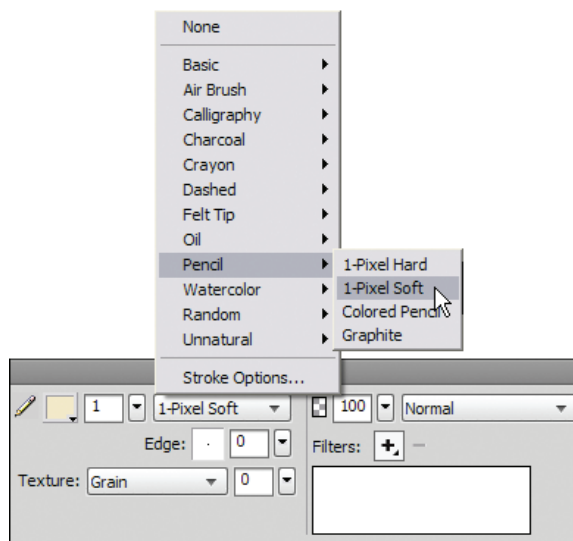 None
Basic
Air Brush
Calligraphy
Charcoal
Crayon
Dashed
Felt Tip
Oil
Pencil
Watercolor
Random
Unnatural
Stroke Options...
1-Pixel Hard
1-Pixel Soft
Colored Pencil
Graphite
1 1-Pixel Soft 100 Normal
Edge: 0 Filters:
Texture: Grain 0